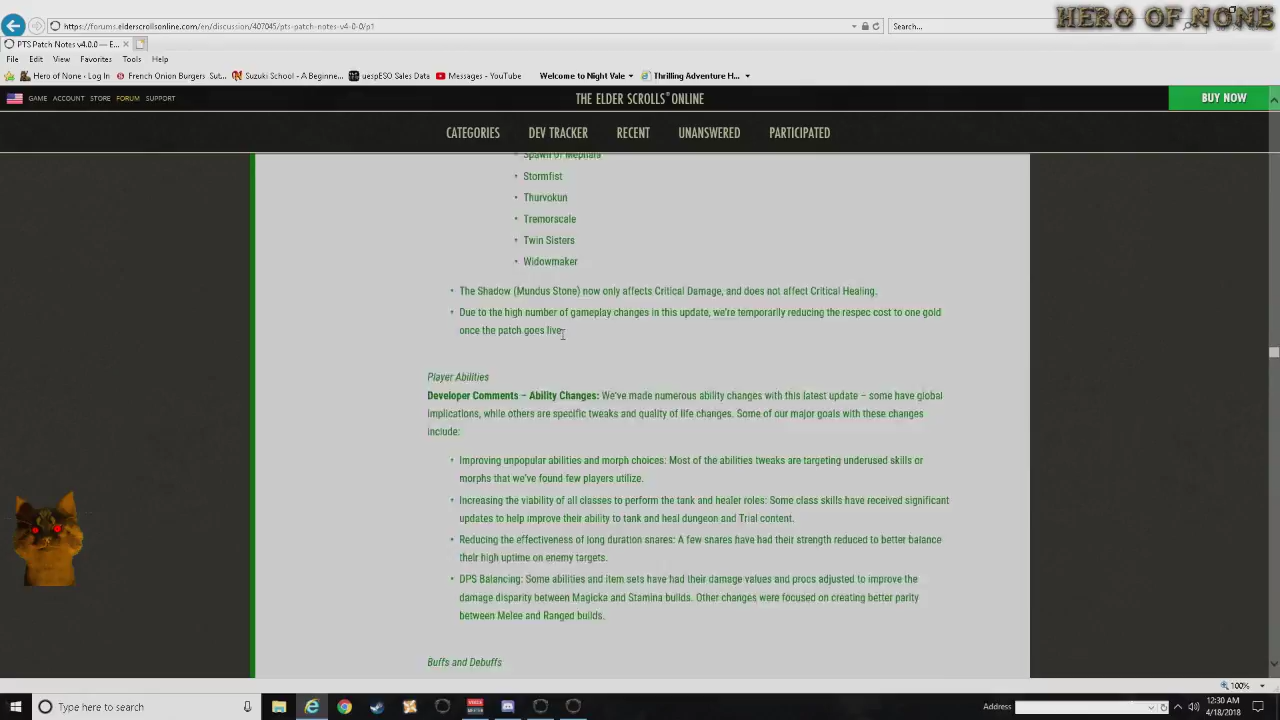 HERO OF NONE
https://forums.elderscrollsonline.com/en/discussion/407045/pts-patch-notes-v4-0-0/p1
Search...
PTS Patch Notes v4.0.0 — E...
File Edit View Favorites Tools Help
Hero of None ‹ Log In French Onion Burgers Sut... Suzuki School - A Beginne... uespESO Sales Data Messages - YouTube Welcome to Night Vale Thrilling Adventure H...
GAME ACCOUNT STORE FORUM SUPPORT
THE ELDER SCROLLS ONLINE
BUY NOW
CATEGORIES DEV TRACKER RECENT UNANSWERED PARTICIPATED
Spawn of Mephala
Stormfist
Thurvokun
Tremorscale
Twin Sisters
Widowmaker
The Shadow (Mundus Stone) now only affects Critical Damage, and does not affect Critical Healing.
Due to the high number of gameplay changes in this update, we're temporarily reducing the respec cost to one gold
once the patch goes live.
Player Abilities
Developer Comments – Ability Changes: We've made numerous ability changes with this latest update – some have global
implications, while others are specific tweaks and quality of life changes. Some of our major goals with these changes
include:
Improving unpopular abilities and morph choices: Most of the abilities tweaks are targeting underused skills or
morphs that we've found few players utilize.
Increasing the viability of all classes to perform the tank and healer roles: Some class skills have received significant
updates to help improve their ability to tank and heal dungeon and Trial content.
Reducing the effectiveness of long duration snares: A few snares have had their strength reduced to better balance
their high uptime on enemy targets.
DPS Balancing: Some abilities and item sets have had their damage values and procs adjusted to improve the
damage disparity between Magicka and Stamina builds. Other changes were focused on creating better parity
between Melee and Ranged builds.
Buffs and Debuffs
100%
Type here to search
Address
12:30 AM
4/18/2018